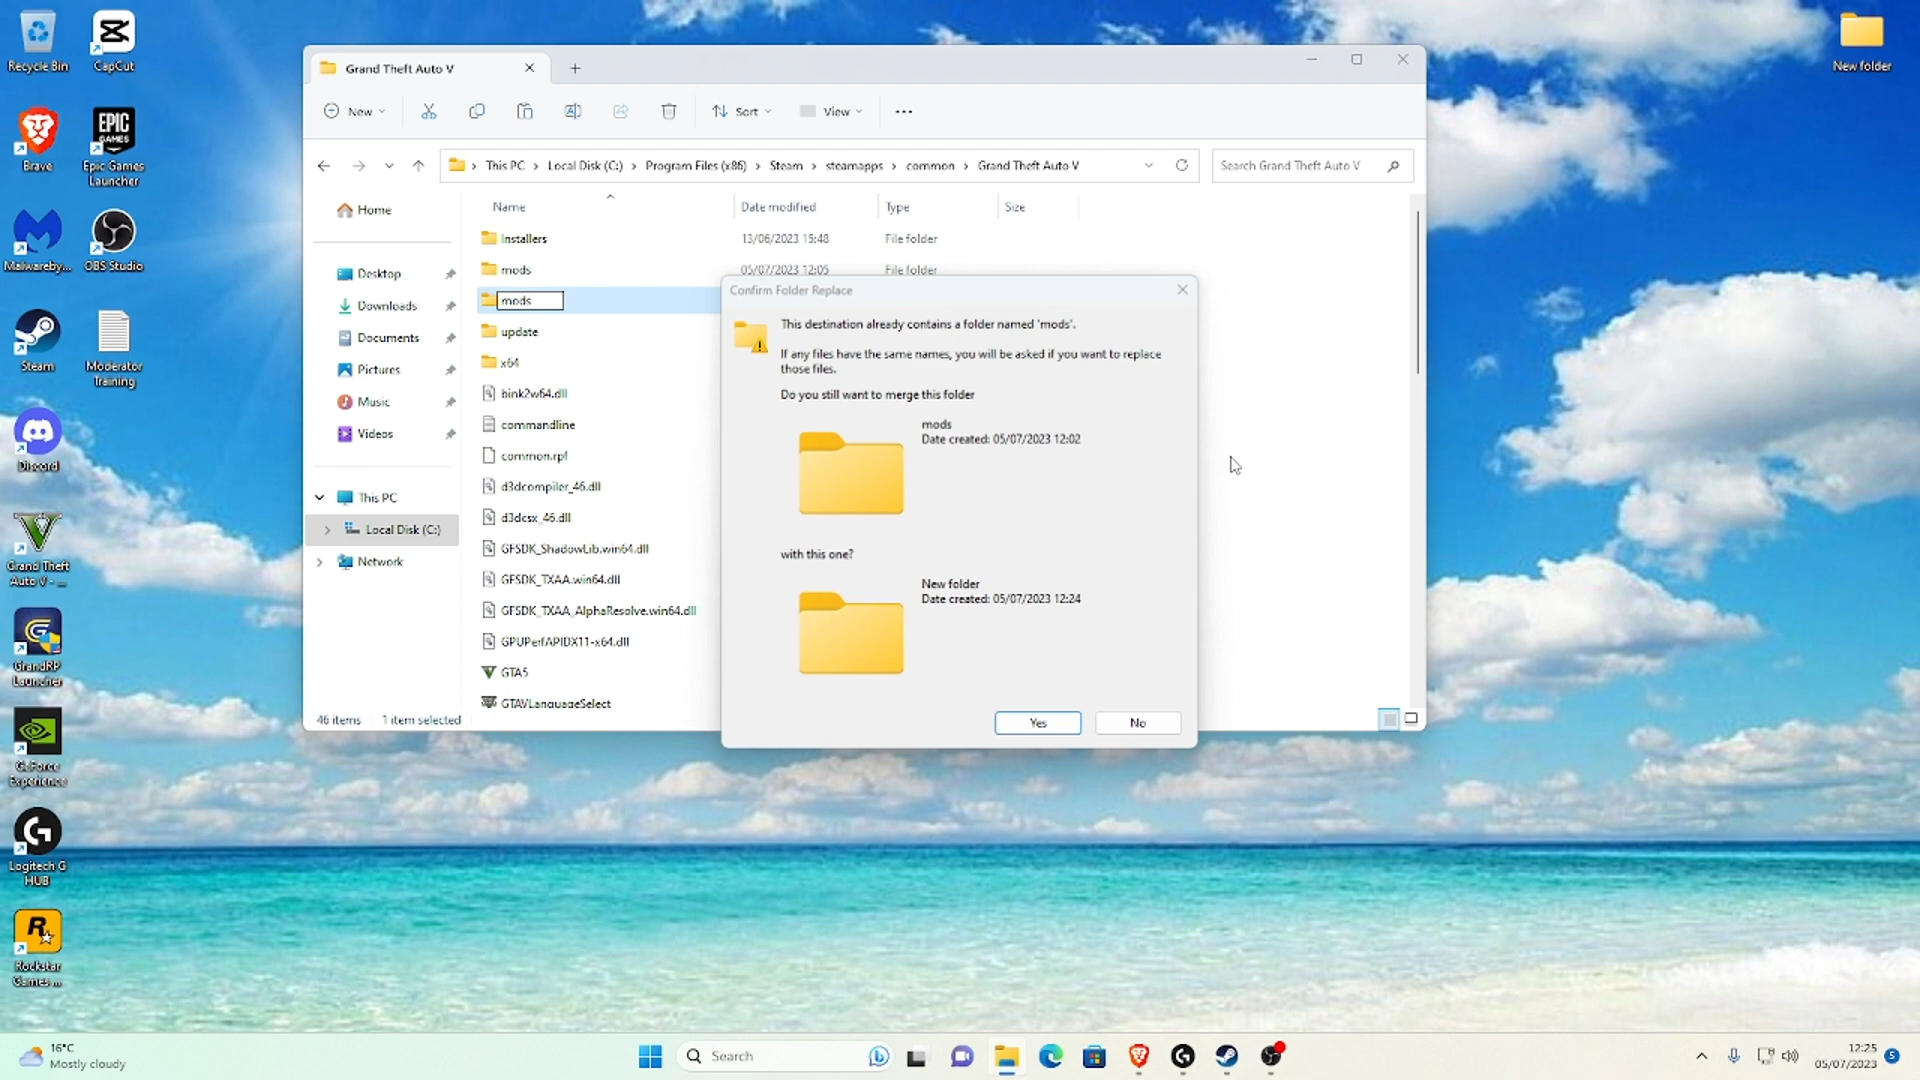 Recycle Bin
CapCut
Brave
Epic Games
Launcher
Malwareby...
OBS Studio
Steam
Moderator
Training
Discord
Grand Theft
Auto V - ...
GrandRP
Launcher
GeForce
Experience
Logitech G
HUB
Rockstar
Games ...
New folder
Grand Theft Auto V
New
Sort
View
This PC
Local Disk (C:)
Program Files (x86)
Steam
steamapps
common
Grand Theft Auto V
Search Grand Theft Auto V
Home
Desktop
Downloads
Documents
Pictures
Music
Videos
This PC
Local Disk (C:)
Network
Name
Date modified
Type
Size
Installers
13/06/2023 15:48
File folder
mods
05/07/2023 12:05
File folder
mods
update
x64
bink2w64.dll
commandline
common.rpf
d3dcompiler_46.dll
d3dcsx_46.dll
GFSDK_ShadowLib.win64.dll
GFSDK_TXAA.win64.dll
GFSDK_TXAA_AlphaResolve.win64.dll
GPUPerfAPIDX11-x64.dll
GTA5
GTAVLanguageSelect
46 items
1 item selected
Confirm Folder Replace
This destination already contains a folder named 'mods'.
If any files have the same names, you will be asked if you want to replace
those files.
Do you still want to merge this folder
mods
Date created: 05/07/2023 12:02
with this one?
New folder
Date created: 05/07/2023 12:24
Yes
No
16°C
Mostly cloudy
Search
12:25
05/07/2023
5